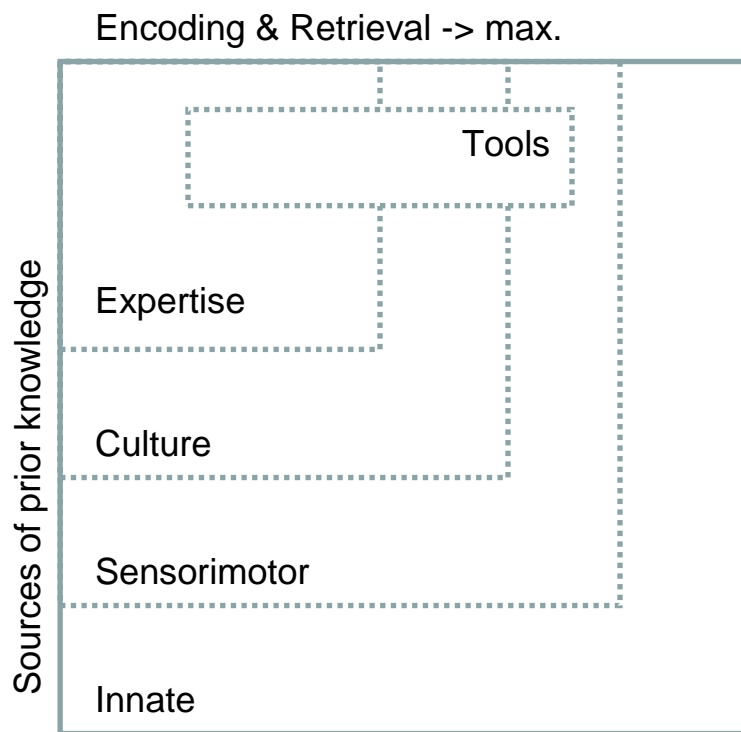 Encoding & Retrieval -> max.
Tools
Sources of prior knowledge
Expertise
Culture
Sensorimotor
Innate